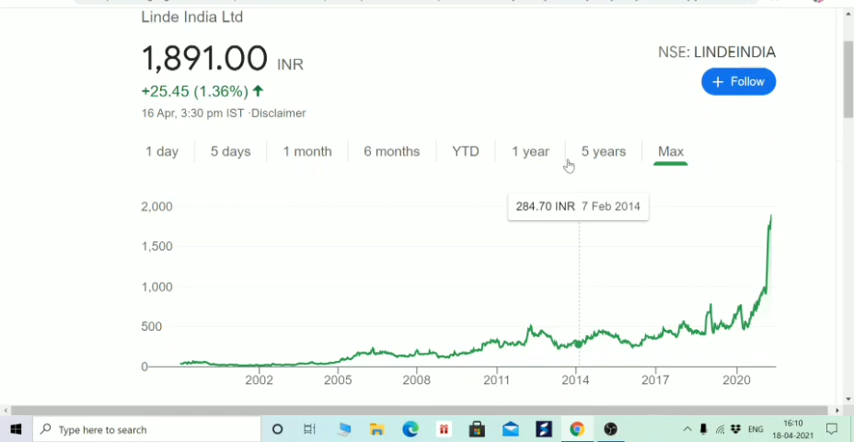 Linde India Ltd
1,891.00 INR
NSE: LINDEINDIA
+ Follow
+25.45 (1.36%) ↑
16 Apr, 3:30 pm IST ·Disclaimer
1 day 5 days 1 month 6 months YTD 1 year 5 years Max
284.70 INR 7 Feb 2014
2,000
1,500
1,000
500
0
2002 2005 2008 2011 2014 2017 2020
Type here to search
ENG
16:10
18-04-2021